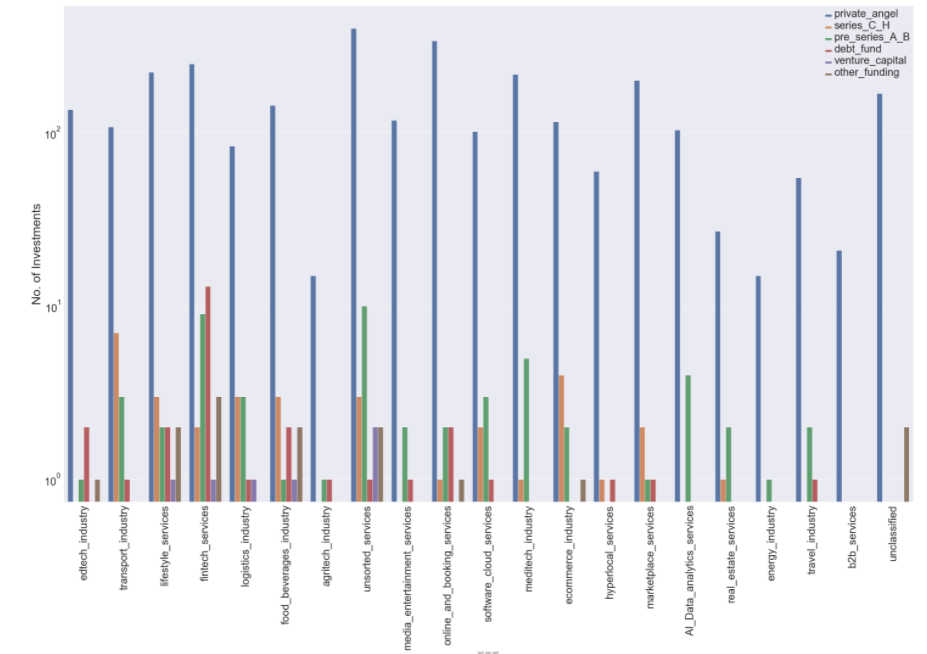 private_angel
series_C_H
pre_series_A_B
debt_fund
venture_capital
other_funding
No. of Investments
10²
10¹
10⁰
edtech_industry
transport_industry
lifestyle_services
fintech_services
logistics_industry
food_beverages_industry
agritech_industry
unsorted_services
media_entertainment_services
online_and_booking_services
software_cloud_services
meditech_industry
ecommerce_industry
hyperlocal_services
marketplace_services
AI_Data_analytics_services
real_estate_services
energy_industry
travel_industry
b2b_services
unclassified